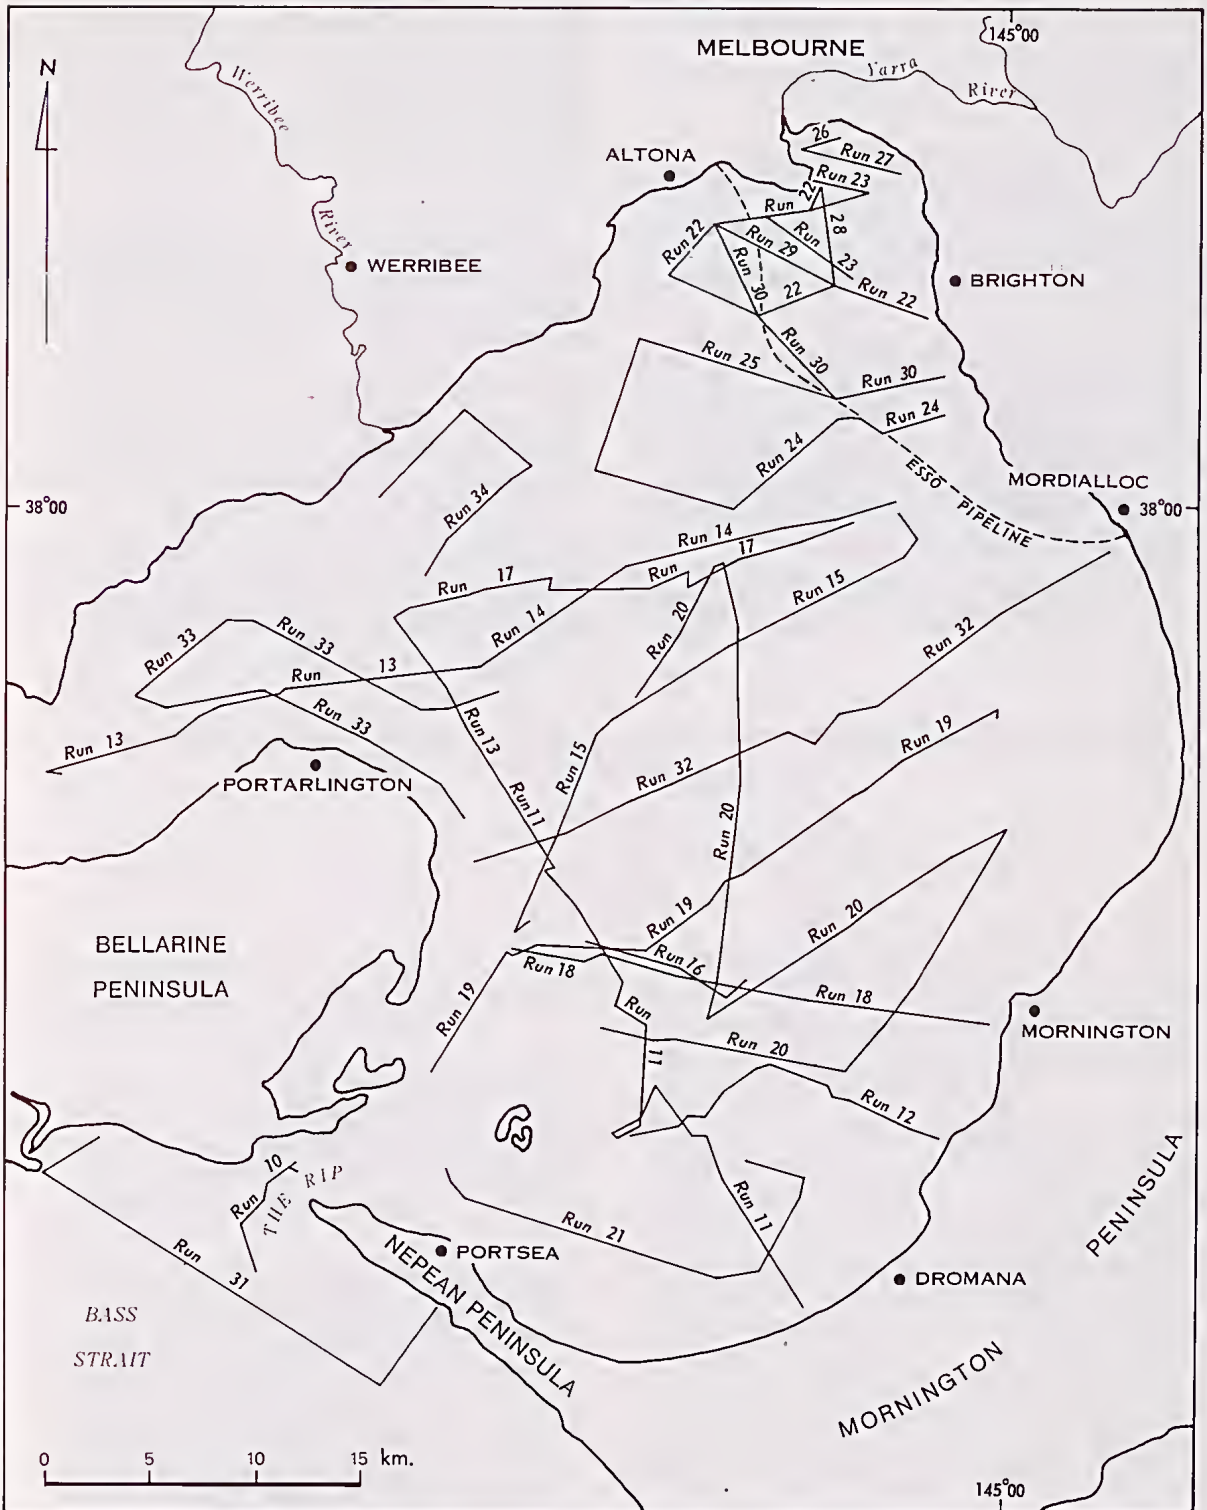 145°00
MELBOURNE
N
Yarra
River
Werribee
River
26
Run 27
ALTONA
Run 23
22
Run
28
Run 22
Run 29
Run
23
WERRIBEE
BRIGHTON
Run 30
22
Run 22
Run 25
Run 30
Run 30
Run 24
Run 24
ESSO PIPELINE
MORDIALLOC
38°00
38°00
Run 34
Run 14
17
Run
Run 17
Run 15
Run 20
Run 14
Run 32
Run 33
Run 33
Run 13
Run 33
Run 13
Run 13
Run 15
Run 19
Run 32
PORTARLINGTON
Run 11
Run 20
Run 19
Run 20
BELLARINE
PENINSULA
Run 16
Run 18
Run 19
Run 18
Run
11
MORNINGTON
Run 20
Run 12
10
Run
THE RIP
Run 11
Run 21
PENINSULA
Run 31
PORTSEA
NEPEAN PENINSULA
DROMANA
BASS
STRAIT
MORNINGTON
0 5 10 15 km.
145°00